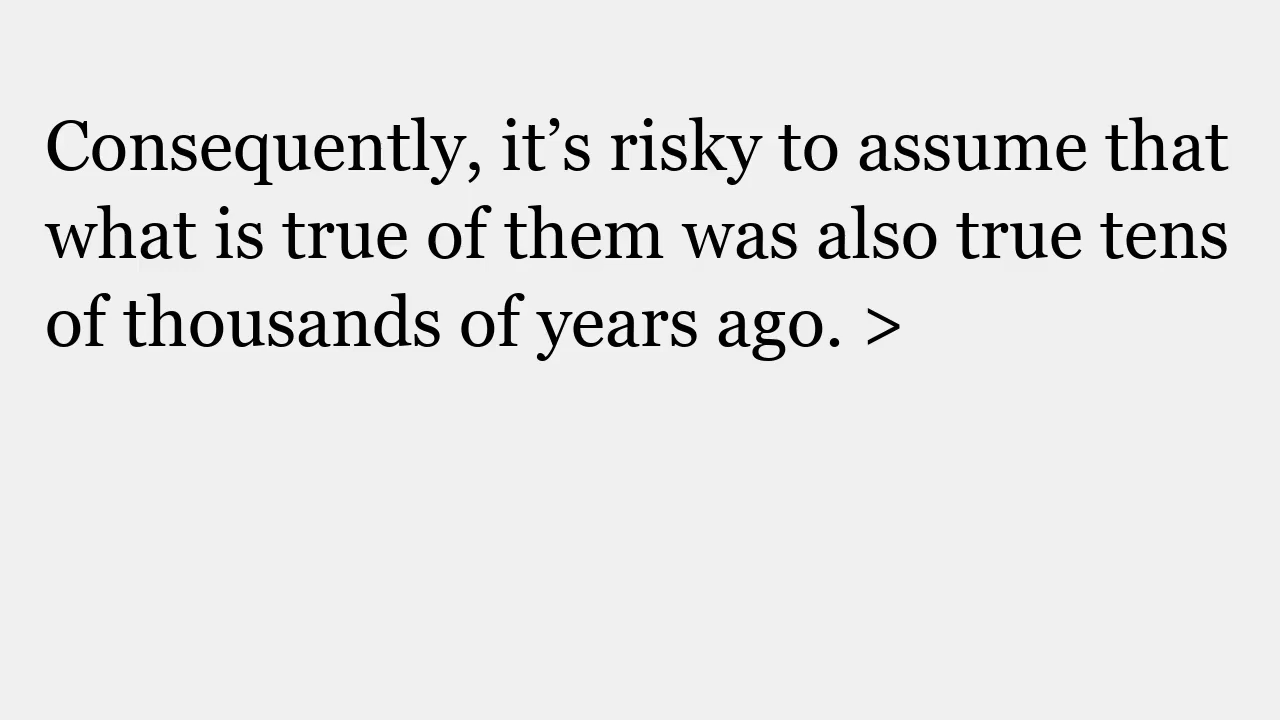 Consequently, it’s risky to assume that
what is true of them was also true tens
of thousands of years ago. >